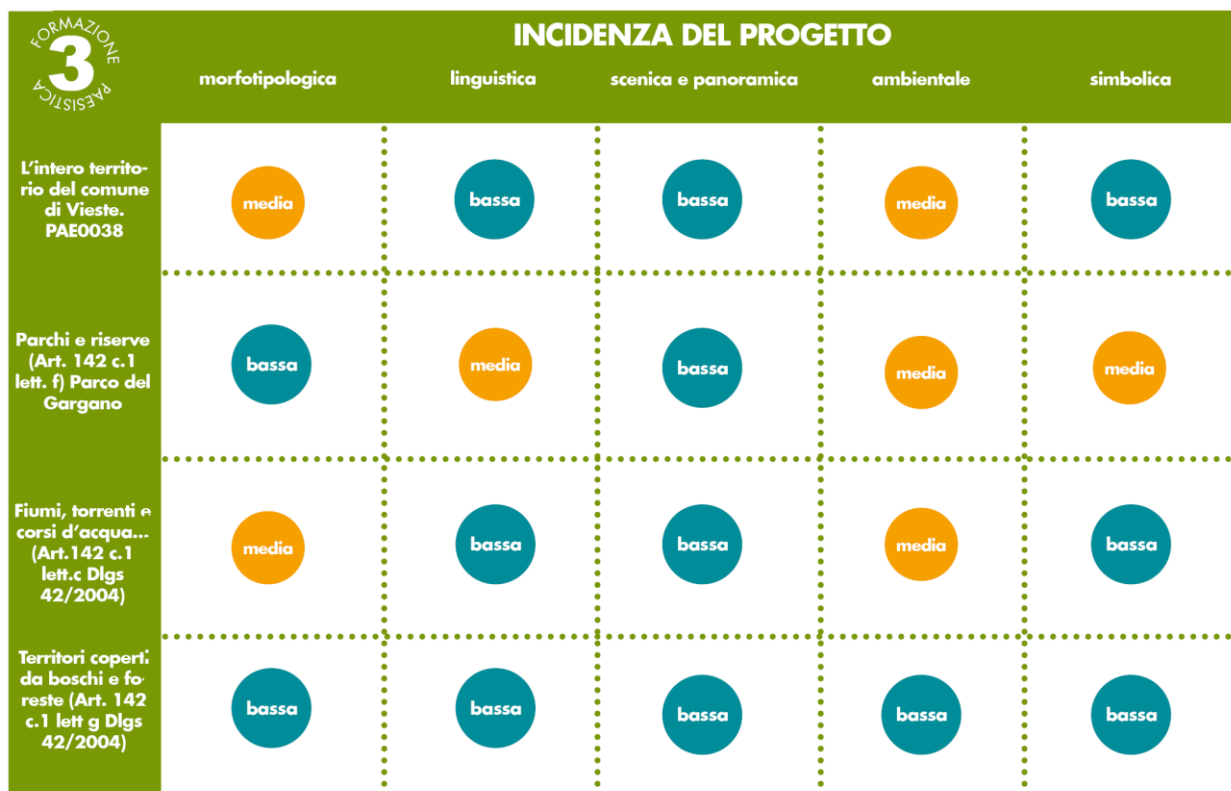 FORMAZIONE
3
PAESISTICA
INCIDENZA DEL PROGETTO
morfotipologica linguistica scenica e panoramica ambientale simbolica
L'intero territo-
rio del comune
di Vieste.
PAE0038
media bassa bassa media bassa
Parchi e riserve
(Art. 142 c.1
lett. f) Parco del
Gargano
bassa media bassa media media
Fiumi, torrenti e
corsi d'acqua...
(Art.142 c.1
lett.c Dlgs
42/2004)
media bassa bassa media bassa
Territori coperti
da boschi e fo-
reste (Art. 142
c.1 lett g Dlgs
42/2004)
bassa bassa bassa bassa bassa